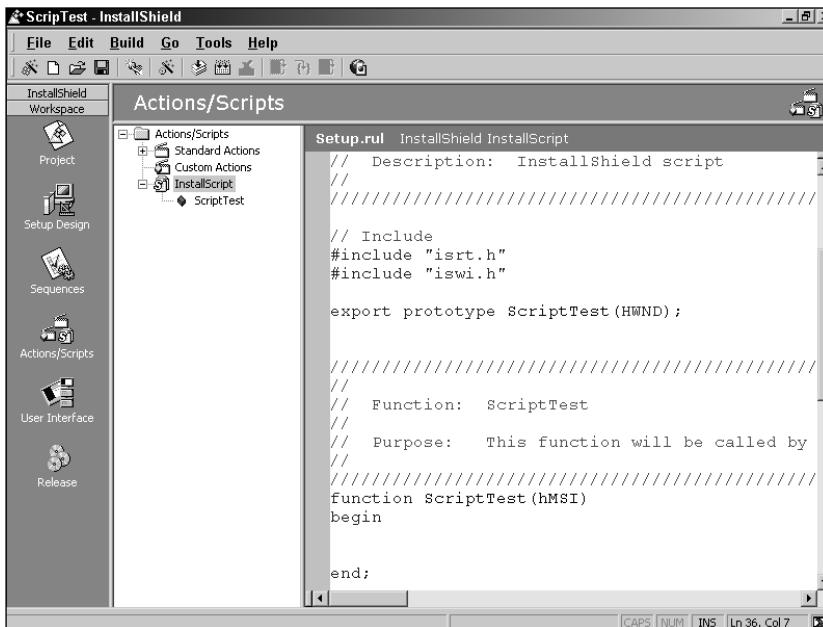 ScripTest - InstallShield
File Edit Build Go Tools Help
InstallShield
Workspace
Project
Setup Design
Sequences
Actions/Scripts
User Interface
Release
Actions/Scripts
Actions/Scripts
Standard Actions
Custom Actions
InstallScript
ScriptTest
Setup.rul InstallShield InstallScript
// Description: InstallShield script
//
///////////////////////////////////////////////
// Include
#include "isrt.h"
#include "iswi.h"
export prototype ScriptTest(HWND);
///////////////////////////////////////////////
//
// Function: ScriptTest
//
// Purpose: This function will be called by
//
///////////////////////////////////////////////
function ScriptTest(hMSI)
begin
end;
CAPS NUM INS Ln 36, Col 7